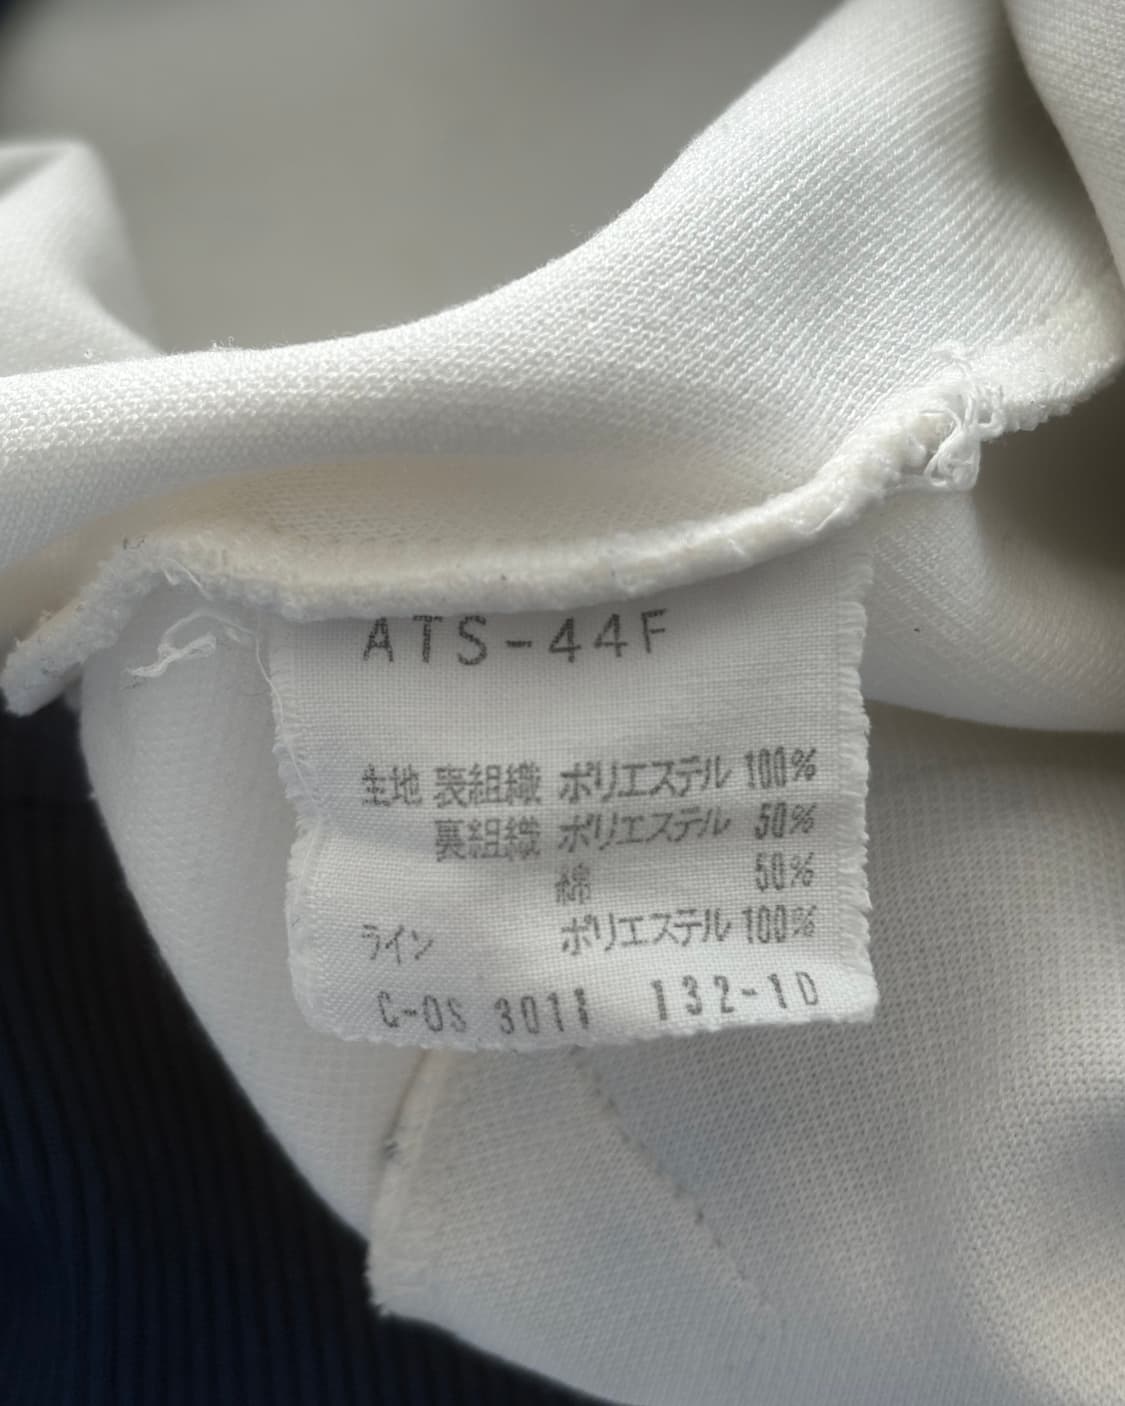 ATS-44F
生地 表組織 ポリエステル 100%
裏組織 ポリエステル 50%
綿 50%
ライン ポリエステル 100%
C-OS 3011 132-1D